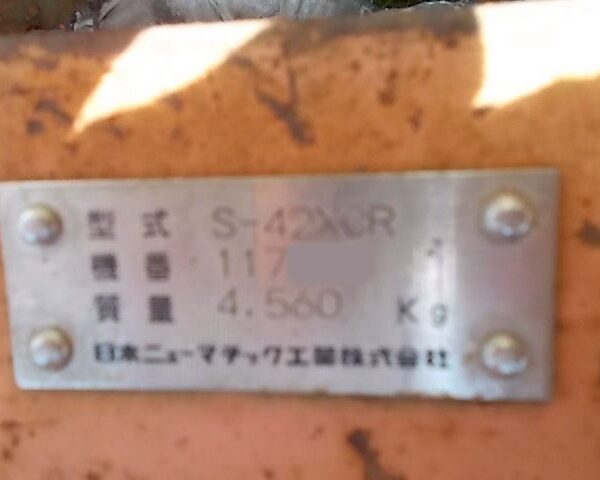 型式 S-42XCR
機番 117
質量 4,560 Kg
日本ニューマチック工業株式会社